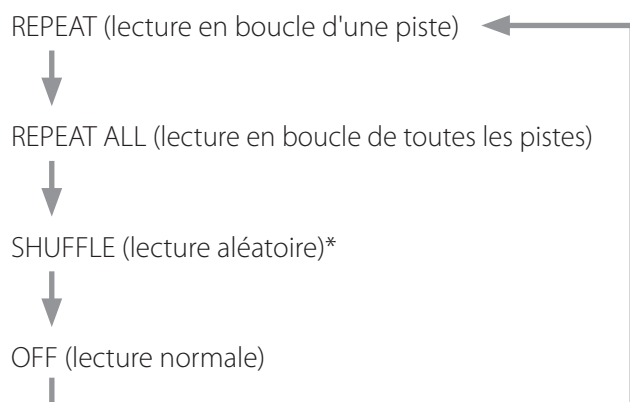 REPEAT (lecture en boucle d'une piste)
REPEAT ALL (lecture en boucle de toutes les pistes)
SHUFFLE (lecture aléatoire)*
OFF (lecture normale)